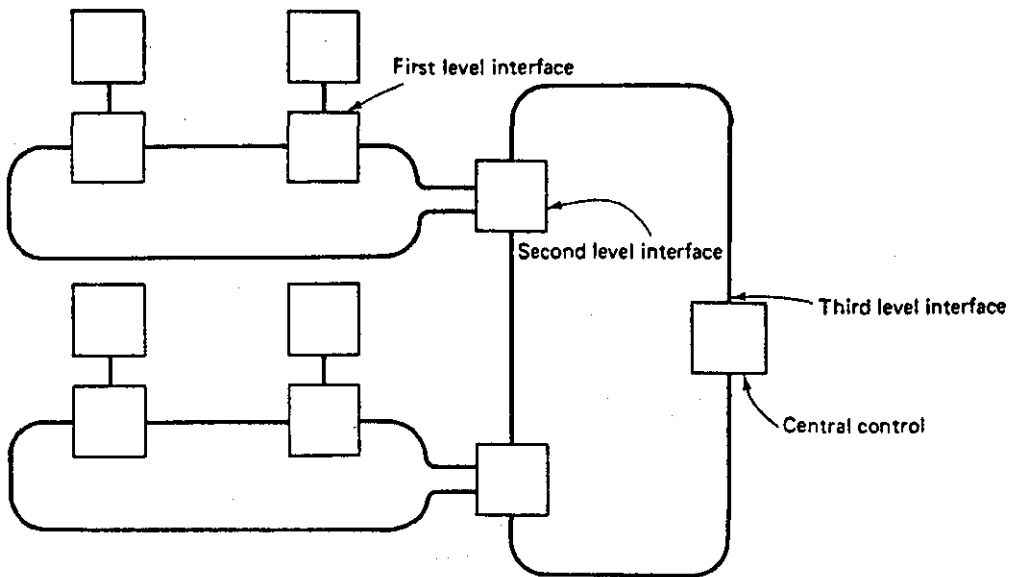 First level interface
Second level interface
Third level interface
Central control